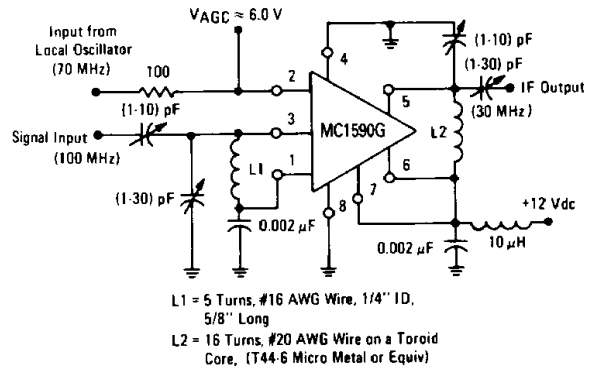 Input from
Local Oscillator
(70 MHz)
VAGC ≈ 6.0 V
100
(1-10) pF
Signal Input
(100 MHz)
(1-30) pF
L1
0.002 µF
2
3
1
4
MC1590G
5
6
7
8
(1-10) pF
(1-30) pF
IF Output
(30 MHz)
L2
+12 Vdc
0.002 µF
10 µH
L1 = 5 Turns, #16 AWG Wire, 1/4" ID,
5/8" Long
L2 = 16 Turns, #20 AWG Wire on a Toroid
Core, (T44-6 Micro Metal or Equiv)